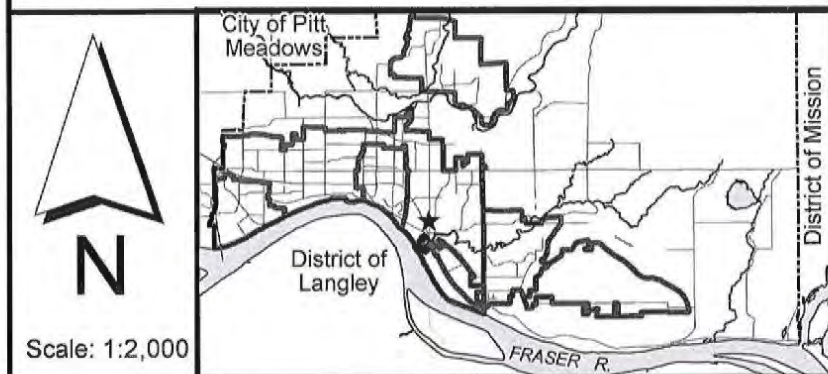 City of Pitt
Meadows
District of Mission
N
District of
Langley
Scale: 1:2,000
FRASER R.